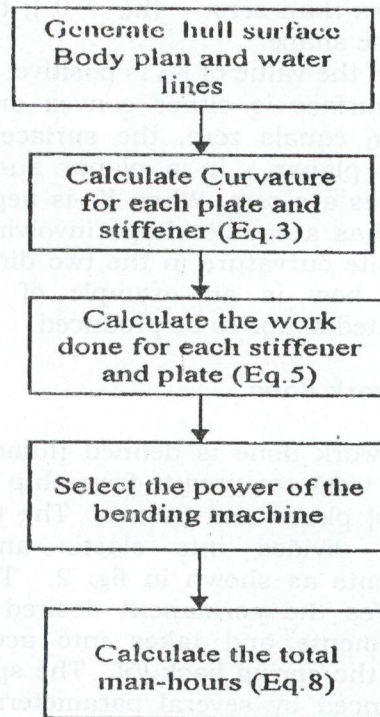 Generate hull surface
Body plan and water
lines
Calculate Curvature
for each plate and
stiffener (Eq.3)
Calculate the work
done for each stiffener
and plate (Eq.5)
Select the power of the
bending machine
Calculate the total
man-hours (Eq.8)